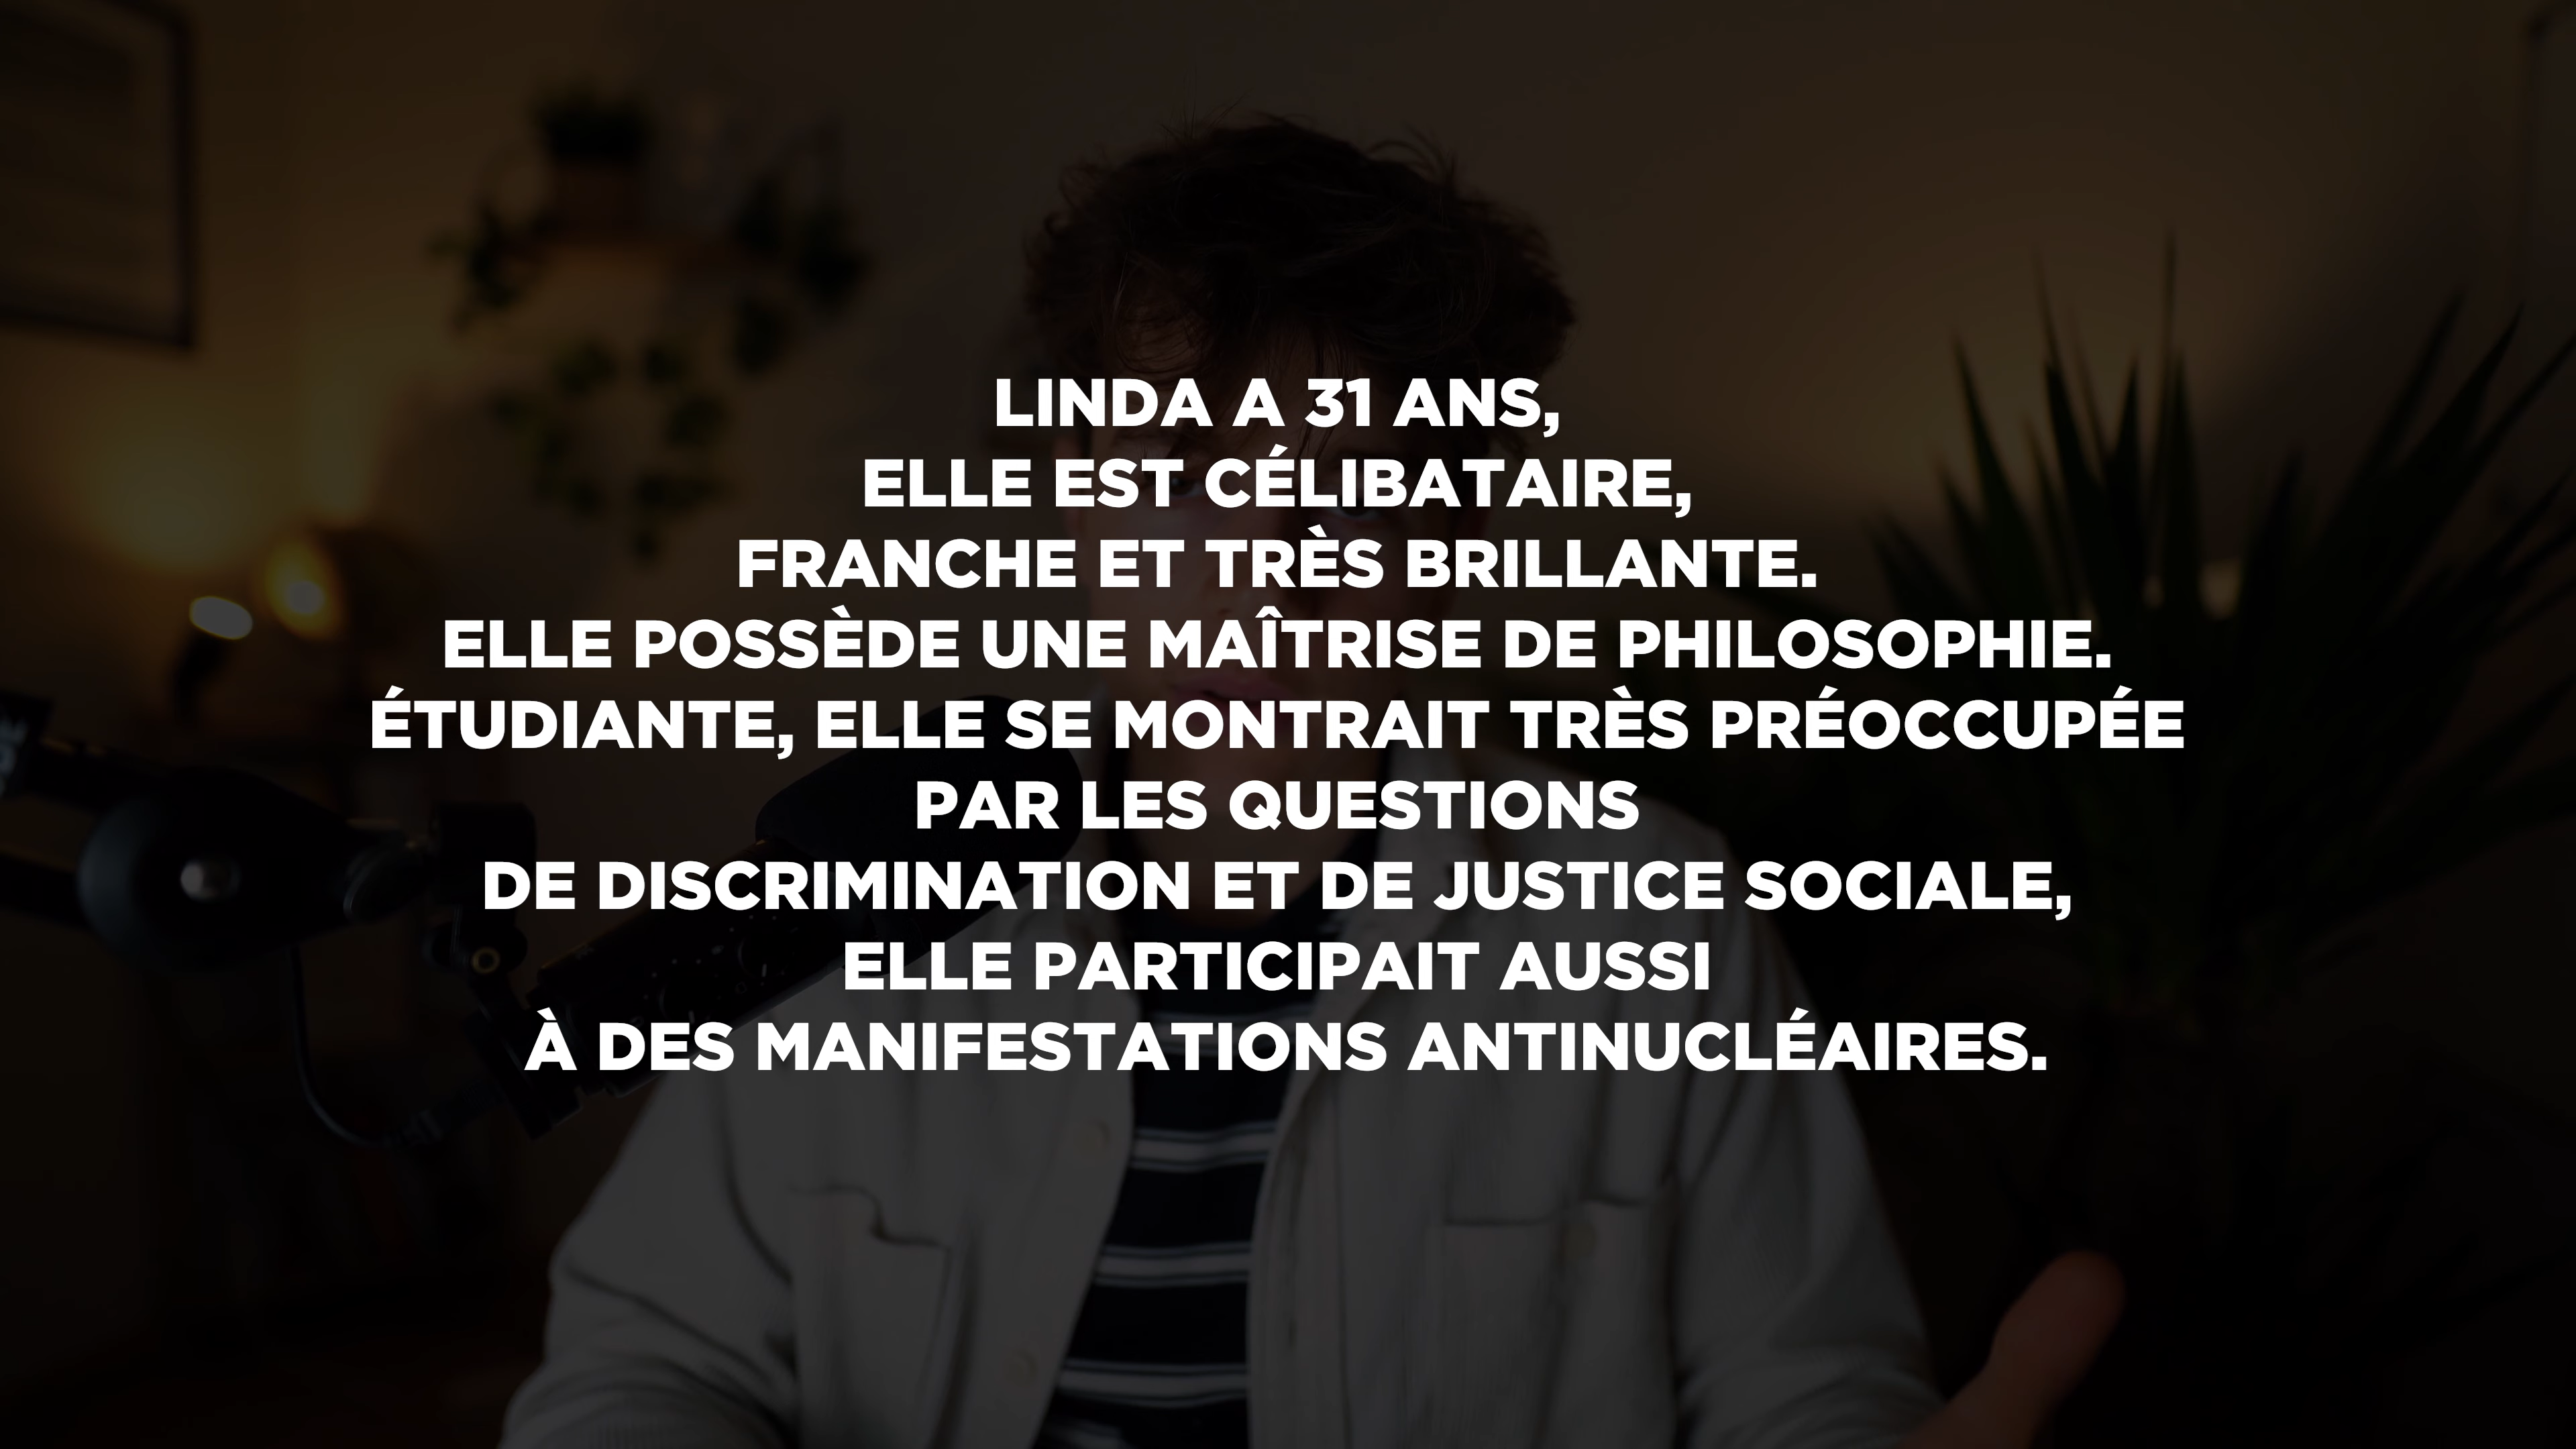 LINDA A 31 ANS,
ELLE EST CÉLIBATAIRE,
FRANCHE ET TRÈS BRILLANTE.
ELLE POSSÈDE UNE MAÎTRISE DE PHILOSOPHIE.
ÉTUDIANTE, ELLE SE MONTRAIT TRÈS PRÉOCCUPÉE
PAR LES QUESTIONS
DE DISCRIMINATION ET DE JUSTICE SOCIALE,
ELLE PARTICIPAIT AUSSI
À DES MANIFESTATIONS ANTINUCLÉAIRES.